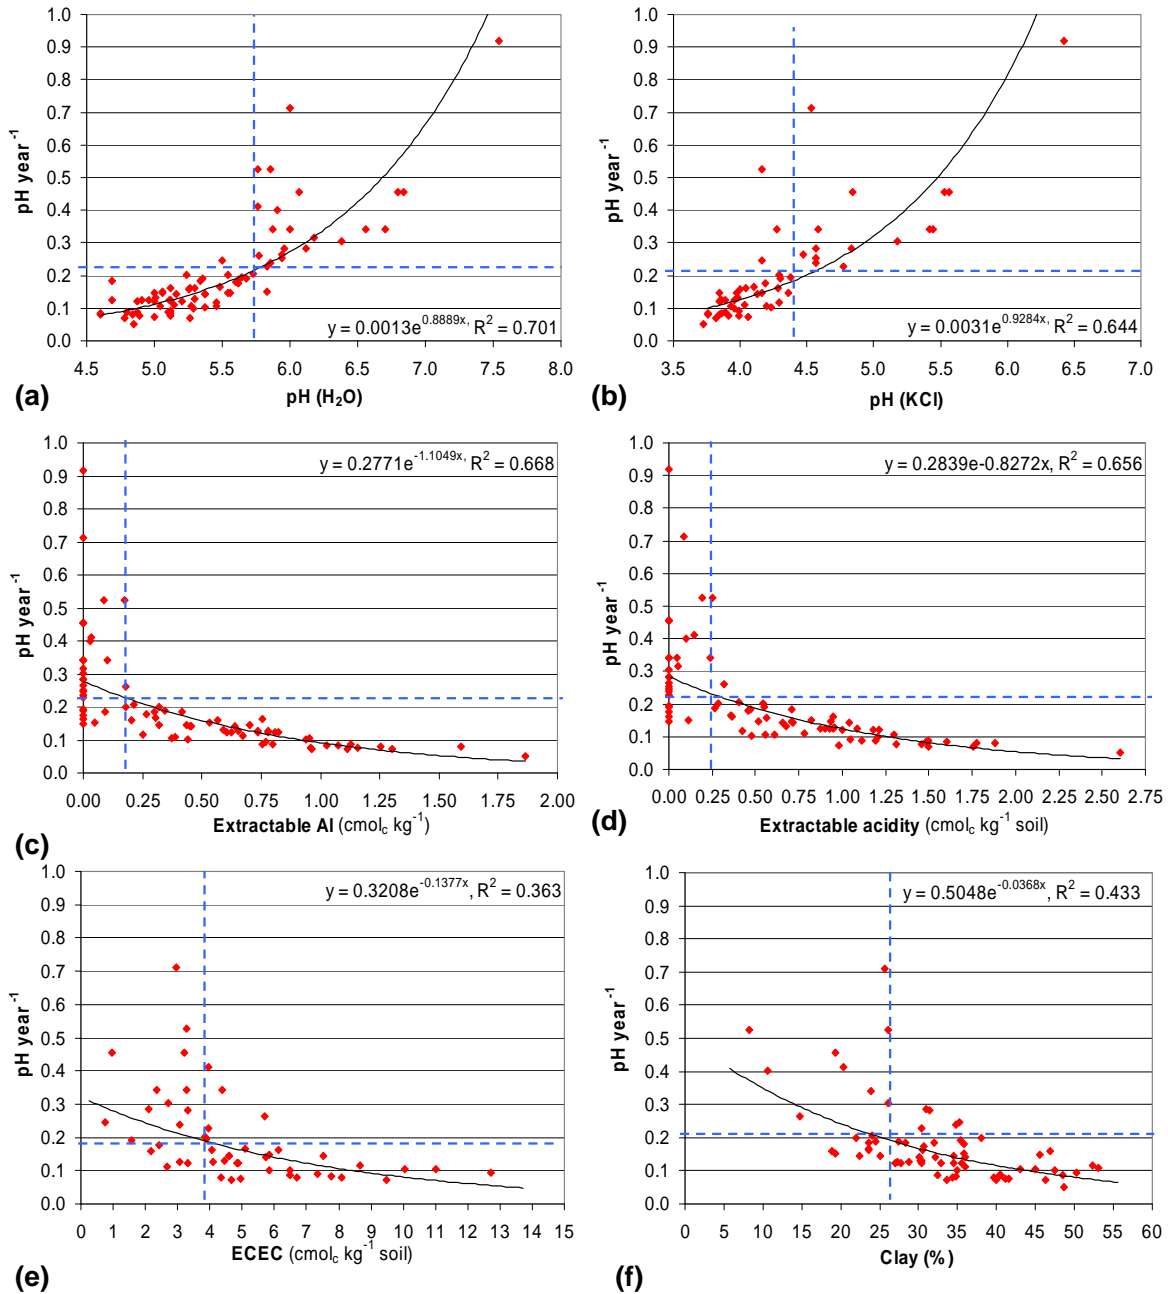 1.0
0.9
0.8
0.7
0.6
0.5
0.4
0.3
0.2
0.1
0.0
pH year⁻¹
y = 0.0013e^0.8889x, R² = 0.701
4.5 5.0 5.5 6.0 6.5 7.0 7.5 8.0
pH (H₂O)
(a)
1.0
0.9
0.8
0.7
0.6
0.5
0.4
0.3
0.2
0.1
0.0
pH year⁻¹
y = 0.0031e^0.9284x, R² = 0.644
3.5 4.0 4.5 5.0 5.5 6.0 6.5 7.0
pH (KCl)
(b)
1.0
0.9
0.8
0.7
0.6
0.5
0.4
0.3
0.2
0.1
0.0
pH year⁻¹
y = 0.2771e^-1.1049x, R² = 0.668
0.00 0.25 0.50 0.75 1.00 1.25 1.50 1.75 2.00
Extractable Al (cmol_c kg⁻¹)
(c)
1.0
0.9
0.8
0.7
0.6
0.5
0.4
0.3
0.2
0.1
0.0
pH year⁻¹
y = 0.2839e-0.8272x, R² = 0.656
0.00 0.25 0.50 0.75 1.00 1.25 1.50 1.75 2.00 2.25 2.50 2.75
Extractable acidity (cmol_c kg⁻¹ soil)
(d)
1.0
0.9
0.8
0.7
0.6
0.5
0.4
0.3
0.2
0.1
0.0
pH year⁻¹
y = 0.3208e^-0.1377x, R² = 0.363
0 1 2 3 4 5 6 7 8 9 10 11 12 13 14 15
ECEC (cmol_c kg⁻¹ soil)
(e)
1.0
0.9
0.8
0.7
0.6
0.5
0.4
0.3
0.2
0.1
0.0
pH year⁻¹
y = 0.5048e^-0.0368x, R² = 0.433
0 5 10 15 20 25 30 35 40 45 50 55 60
Clay (%)
(f)